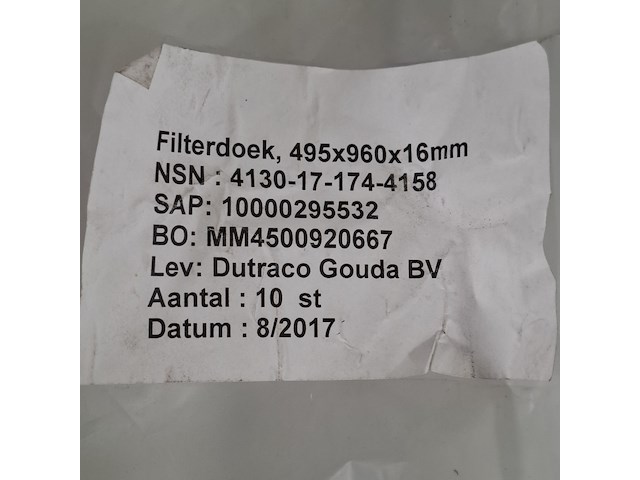 Filterdoek, 495x960x16mm
NSN : 4130-17-174-4158
SAP: 10000295532
BO: MM4500920667
Lev: Dutraco Gouda BV
Aantal : 10 st
Datum : 8/2017